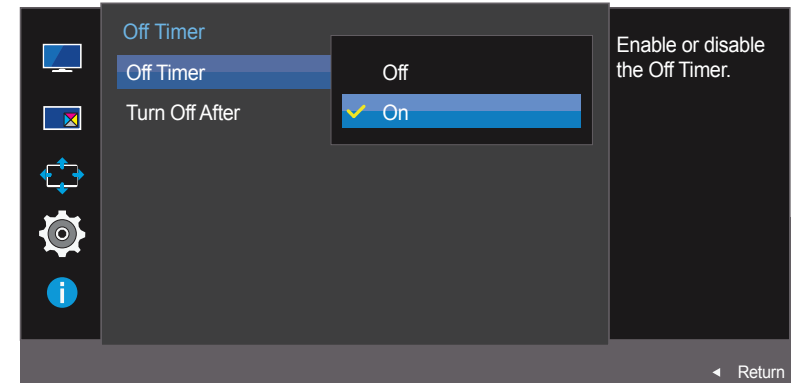 Off Timer
Off Timer
Off
Turn Off After
On
Enable or disable
the Off Timer.
i
Return